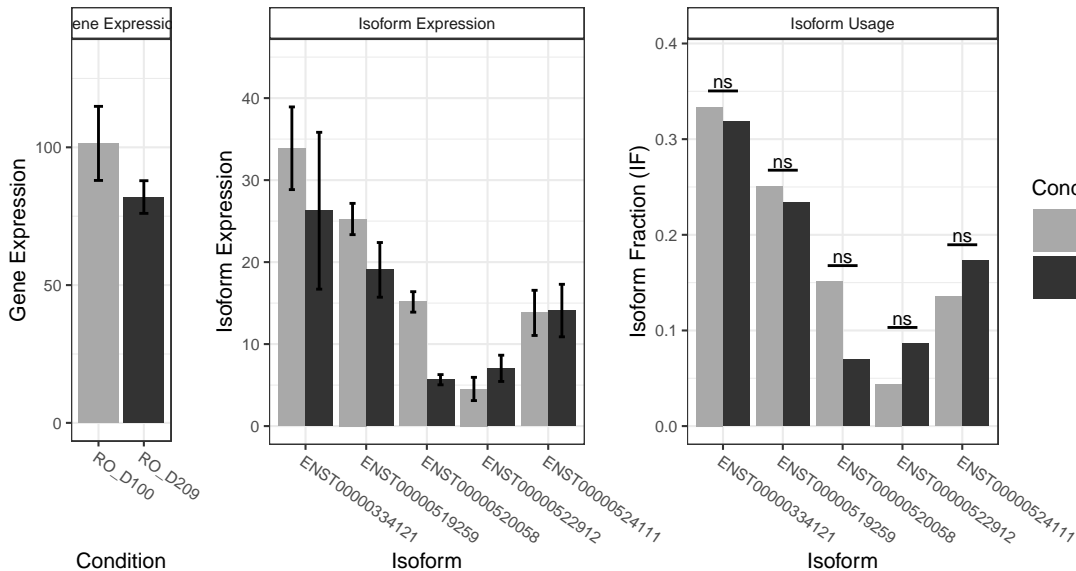 ene Expressio
Gene Expression
100
50
0
RO_D100
RO_D209
Condition
Isoform Expression
Isoform Expression
40
30
20
10
0
ENST00000334121
ENST00000519259
ENST00000520058
ENST00000522912
ENST00000524111
Isoform
Isoform Usage
Isoform Fraction (IF)
0.4
0.3
0.2
0.1
0.0
ns
ns
ns
ns
ns
ENST00000334121
ENST00000519259
ENST00000520058
ENST00000522912
ENST00000524111
Isoform
Cond